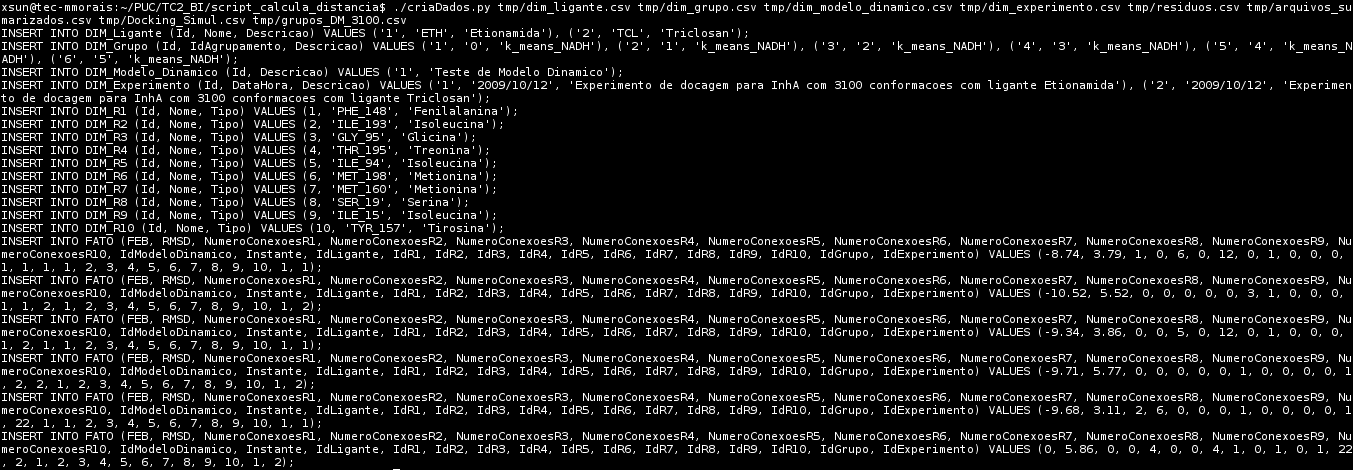 xsun@tec-mmorais:~/PUC/TC2_BI/script_calcula_distancia$ ./criaDados.py tmp/dim_ligante.csv tmp/dim_grupo.csv tmp/dim_modelo_dinamico.csv tmp/dim_experimento.csv tmp/residuos.csv tmp/arquivos_su
marizados.csv tmp/Docking_Simul.csv tmp/grupos_DM_3100.csv
INSERT INTO DIM_Ligante (Id, Nome, Descricao) VALUES ('1', 'ETH', 'Etionamida'), ('2', 'TCL', 'Triclosan');
INSERT INTO DIM_Grupo (Id, IdAgrupamento, Descricao) VALUES ('1', '0', 'k_means_NADH'), ('2', '1', 'k_means_NADH'), ('3', '2', 'k_means_NADH'), ('4', '3', 'k_means_NADH'), ('5', '4', 'k_means_N
ADH'), ('6', '5', 'k_means_NADH');
INSERT INTO DIM_Modelo_Dinamico (Id, Descricao) VALUES ('1', 'Teste de Modelo Dinamico');
INSERT INTO DIM_Experimento (Id, DataHora, Descricao) VALUES ('1', '2009/10/12', 'Experimento de docagem para InhA com 3100 conformacoes com ligante Etionamida'), ('2', '2009/10/12', 'Experimen
to de docagem para InhA com 3100 conformacoes com ligante Triclosan');
INSERT INTO DIM_R1 (Id, Nome, Tipo) VALUES (1, 'PHE_148', 'Fenilalanina');
INSERT INTO DIM_R2 (Id, Nome, Tipo) VALUES (2, 'ILE_193', 'Isoleucina');
INSERT INTO DIM_R3 (Id, Nome, Tipo) VALUES (3, 'GLY_95', 'Glicina');
INSERT INTO DIM_R4 (Id, Nome, Tipo) VALUES (4, 'THR_195', 'Treonina');
INSERT INTO DIM_R5 (Id, Nome, Tipo) VALUES (5, 'ILE_94', 'Isoleucina');
INSERT INTO DIM_R6 (Id, Nome, Tipo) VALUES (6, 'MET_198', 'Metionina');
INSERT INTO DIM_R7 (Id, Nome, Tipo) VALUES (7, 'MET_160', 'Metionina');
INSERT INTO DIM_R8 (Id, Nome, Tipo) VALUES (8, 'SER_19', 'Serina');
INSERT INTO DIM_R9 (Id, Nome, Tipo) VALUES (9, 'ILE_15', 'Isoleucina');
INSERT INTO DIM_R10 (Id, Nome, Tipo) VALUES (10, 'TYR_157', 'Tirosina');
INSERT INTO FATO (FEB, RMSD, NumeroConexoesR1, NumeroConexoesR2, NumeroConexoesR3, NumeroConexoesR4, NumeroConexoesR5, NumeroConexoesR6, NumeroConexoesR7, NumeroConexoesR8, NumeroConexoesR9, Nu
meroConexoesR10, IdModeloDinamico, Instante, IdLigante, IdR1, IdR2, IdR3, IdR4, IdR5, IdR6, IdR7, IdR8, IdR9, IdR10, IdGrupo, IdExperimento) VALUES (-8.74, 3.79, 1, 0, 6, 0, 12, 0, 1, 0, 0, 0,
1, 1, 1, 1, 2, 3, 4, 5, 6, 7, 8, 9, 10, 1, 1);
INSERT INTO FATO (FEB, RMSD, NumeroConexoesR1, NumeroConexoesR2, NumeroConexoesR3, NumeroConexoesR4, NumeroConexoesR5, NumeroConexoesR6, NumeroConexoesR7, NumeroConexoesR8, NumeroConexoesR9, Nu
meroConexoesR10, IdModeloDinamico, Instante, IdLigante, IdR1, IdR2, IdR3, IdR4, IdR5, IdR6, IdR7, IdR8, IdR9, IdR10, IdGrupo, IdExperimento) VALUES (-10.52, 5.52, 0, 0, 0, 0, 0, 3, 1, 0, 0, 0,
1, 1, 2, 1, 2, 3, 4, 5, 6, 7, 8, 9, 10, 1, 2);
INSERT INTO FATO (FEB, RMSD, NumeroConexoesR1, NumeroConexoesR2, NumeroConexoesR3, NumeroConexoesR4, NumeroConexoesR5, NumeroConexoesR6, NumeroConexoesR7, NumeroConexoesR8, NumeroConexoesR9, Nu
meroConexoesR10, IdModeloDinamico, Instante, IdLigante, IdR1, IdR2, IdR3, IdR4, IdR5, IdR6, IdR7, IdR8, IdR9, IdR10, IdGrupo, IdExperimento) VALUES (-9.34, 3.86, 0, 0, 5, 0, 12, 0, 1, 0, 0, 0,
1, 2, 1, 1, 2, 3, 4, 5, 6, 7, 8, 9, 10, 1, 1);
INSERT INTO FATO (FEB, RMSD, NumeroConexoesR1, NumeroConexoesR2, NumeroConexoesR3, NumeroConexoesR4, NumeroConexoesR5, NumeroConexoesR6, NumeroConexoesR7, NumeroConexoesR8, NumeroConexoesR9, Nu
meroConexoesR10, IdModeloDinamico, Instante, IdLigante, IdR1, IdR2, IdR3, IdR4, IdR5, IdR6, IdR7, IdR8, IdR9, IdR10, IdGrupo, IdExperimento) VALUES (-9.71, 5.77, 0, 0, 0, 0, 0, 1, 0, 0, 0, 0, 1
, 2, 2, 1, 2, 3, 4, 5, 6, 7, 8, 9, 10, 1, 2);
INSERT INTO FATO (FEB, RMSD, NumeroConexoesR1, NumeroConexoesR2, NumeroConexoesR3, NumeroConexoesR4, NumeroConexoesR5, NumeroConexoesR6, NumeroConexoesR7, NumeroConexoesR8, NumeroConexoesR9, Nu
meroConexoesR10, IdModeloDinamico, Instante, IdLigante, IdR1, IdR2, IdR3, IdR4, IdR5, IdR6, IdR7, IdR8, IdR9, IdR10, IdGrupo, IdExperimento) VALUES (-9.68, 3.11, 2, 6, 0, 0, 0, 1, 0, 0, 0, 0, 1
, 22, 1, 1, 2, 3, 4, 5, 6, 7, 8, 9, 10, 1, 1);
INSERT INTO FATO (FEB, RMSD, NumeroConexoesR1, NumeroConexoesR2, NumeroConexoesR3, NumeroConexoesR4, NumeroConexoesR5, NumeroConexoesR6, NumeroConexoesR7, NumeroConexoesR8, NumeroConexoesR9, Nu
meroConexoesR10, IdModeloDinamico, Instante, IdLigante, IdR1, IdR2, IdR3, IdR4, IdR5, IdR6, IdR7, IdR8, IdR9, IdR10, IdGrupo, IdExperimento) VALUES (0, 5.86, 0, 0, 4, 0, 0, 4, 1, 0, 1, 0, 1, 22
, 2, 1, 2, 3, 4, 5, 6, 7, 8, 9, 10, 1, 2);